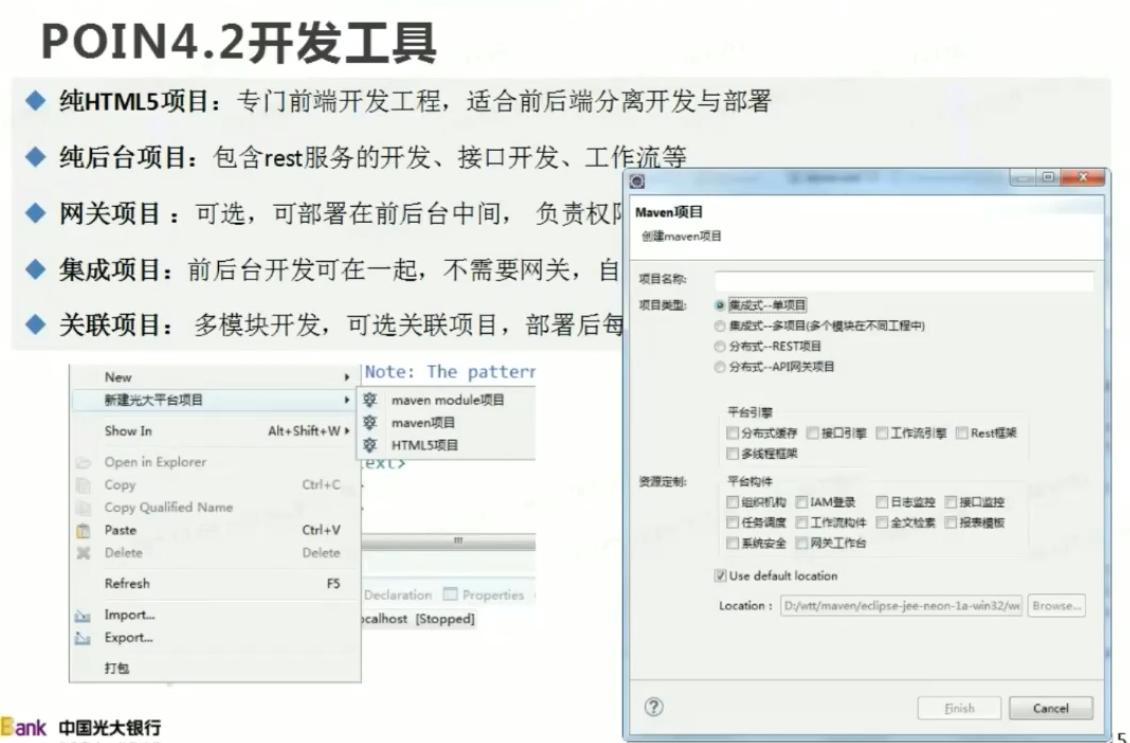 POIN4.2开发工具
纯HTML5项目：专门前端开发工程，适合前后端分离开发与部署
纯后台项目：包含rest服务的开发、接口开发、工作流等
网关项目：可选，可部署在前后台中间，负责权
集成项目：前后台开发可在一起，不需要网关，自
关联项目：多模块开发，可选关联项目，部署后每
New
新建光大平台项目
Show In Alt+Shift+W
Open in Explorer
Copy Ctrl+C
Copy Qualified Name
Paste Ctrl+V
Delete Delete
Refresh F5
Import...
Export...
打包
Note: The pattern
maven module项目
maven项目
HTML5项目
text>
Declaration Properties
ocalhost [Stopped]
Maven项目
创建maven项目
项目名称:
项目类型: 集成式--单项目
集成式--多项目(多个模块在不同工程中)
分布式--REST项目
分布式--API网关项目
平台引擎
分布式缓存 接口引擎 工作流引擎 Rest框架
多线程框架
资源定制:
平台构件
组织机构 IAM登录 日志监控 接口监控
任务调度 工作流构件 全文检索 报表模板
系统安全 网关工作台
Use default location
Location: D:/wtt/maven/eclipse-jee-neon-1a-win32/we Browse...
Finish Cancel
Bank 中国光大银行
5